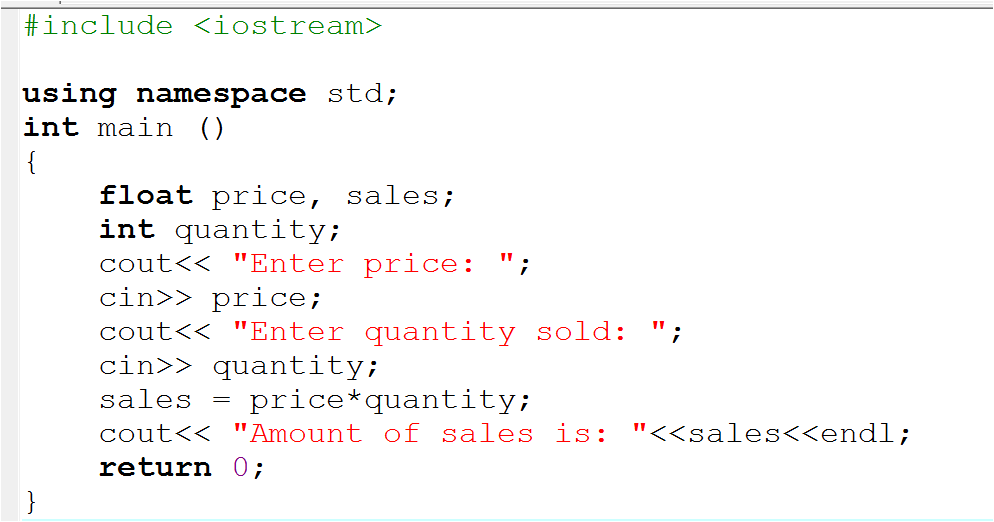 #include <iostream>
using namespace std;
int main ()
{
float price, sales;
int quantity;
cout<< "Enter price: ";
cin>> price;
cout<< "Enter quantity sold: ";
cin>> quantity;
sales = price*quantity;
cout<< "Amount of sales is: "<<sales<<endl;
return 0;
}